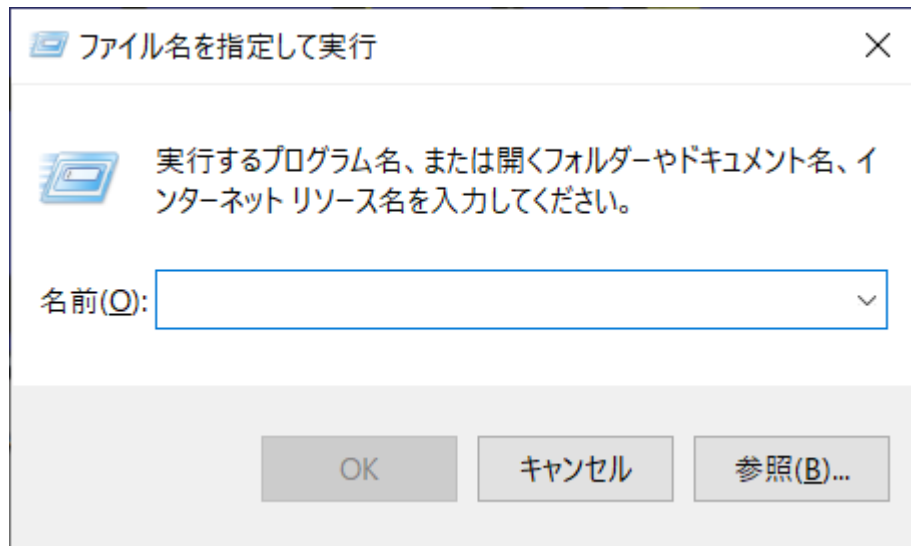 ファイル名を指定して実行
実行するプログラム名、または開くフォルダーやドキュメント名、イ
ンターネット リソース名を入力してください。
名前(O):
OK
キャンセル
参照(B)...